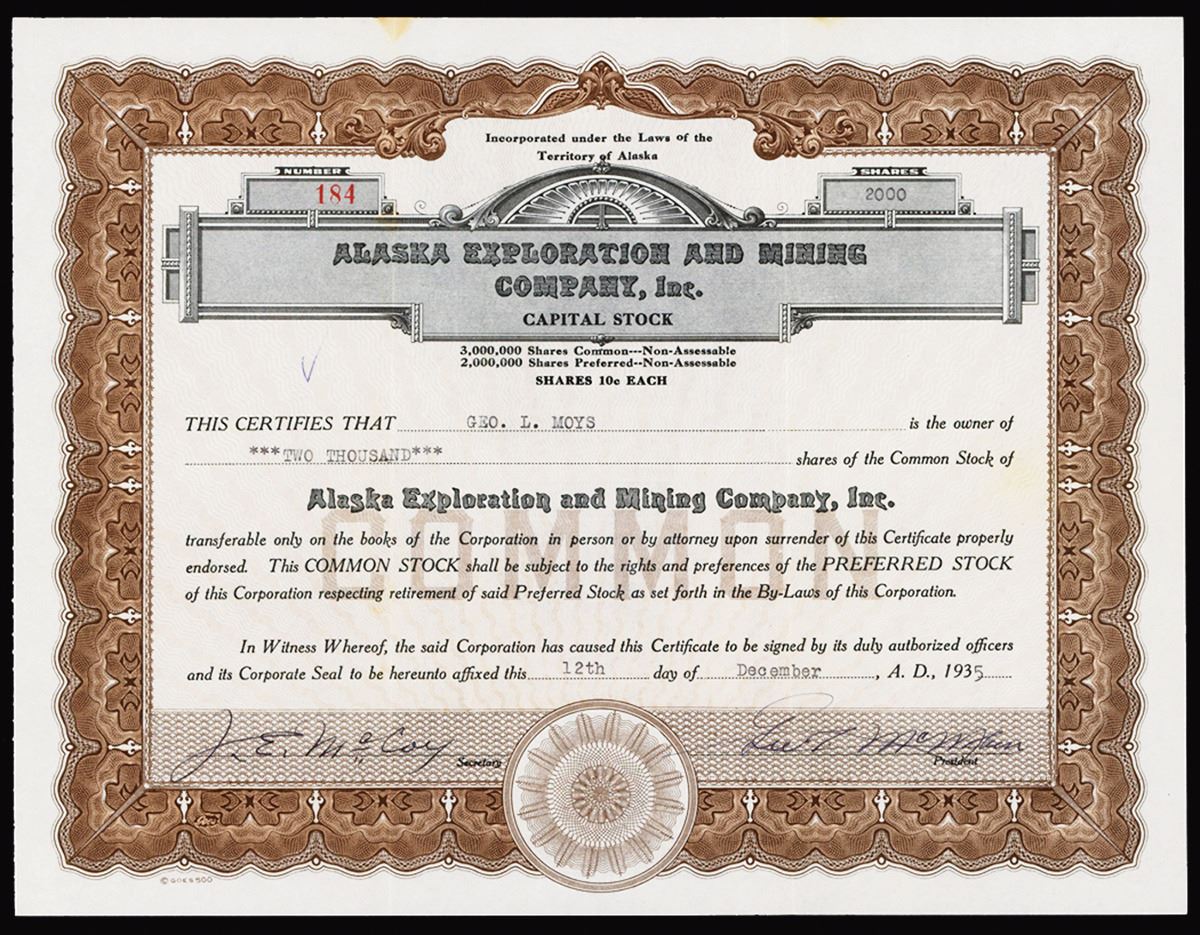 Incorporated under the Laws of the
Territory of Alaska
NUMBER
184
SHARES
2000
ALASKA EXPLORATION AND MINING
COMPANY, Inc.
CAPITAL STOCK
3,000,000 Shares Common---Non-Assessable
2,000,000 Shares Preferred--Non-Assessable
SHARES 10c EACH
THIS CERTIFIES THAT GEO. L. MOYS is the owner of
***TWO THOUSAND*** shares of the Common Stock of
Alaska Exploration and Mining Company, Inc.
COMMON
transferable only on the books of the Corporation in person or by attorney upon surrender of this Certificate properly
endorsed. This COMMON STOCK shall be subject to the rights and preferences of the PREFERRED STOCK
of this Corporation respecting retirement of said Preferred Stock as set forth in the By-Laws of this Corporation.
In Witness Whereof, the said Corporation has caused this Certificate to be signed by its duly authorized officers
and its Corporate Seal to be hereunto affixed this 12th day of December, A. D., 1935
J. E. McCoy
Secretary
President
© GOES 500